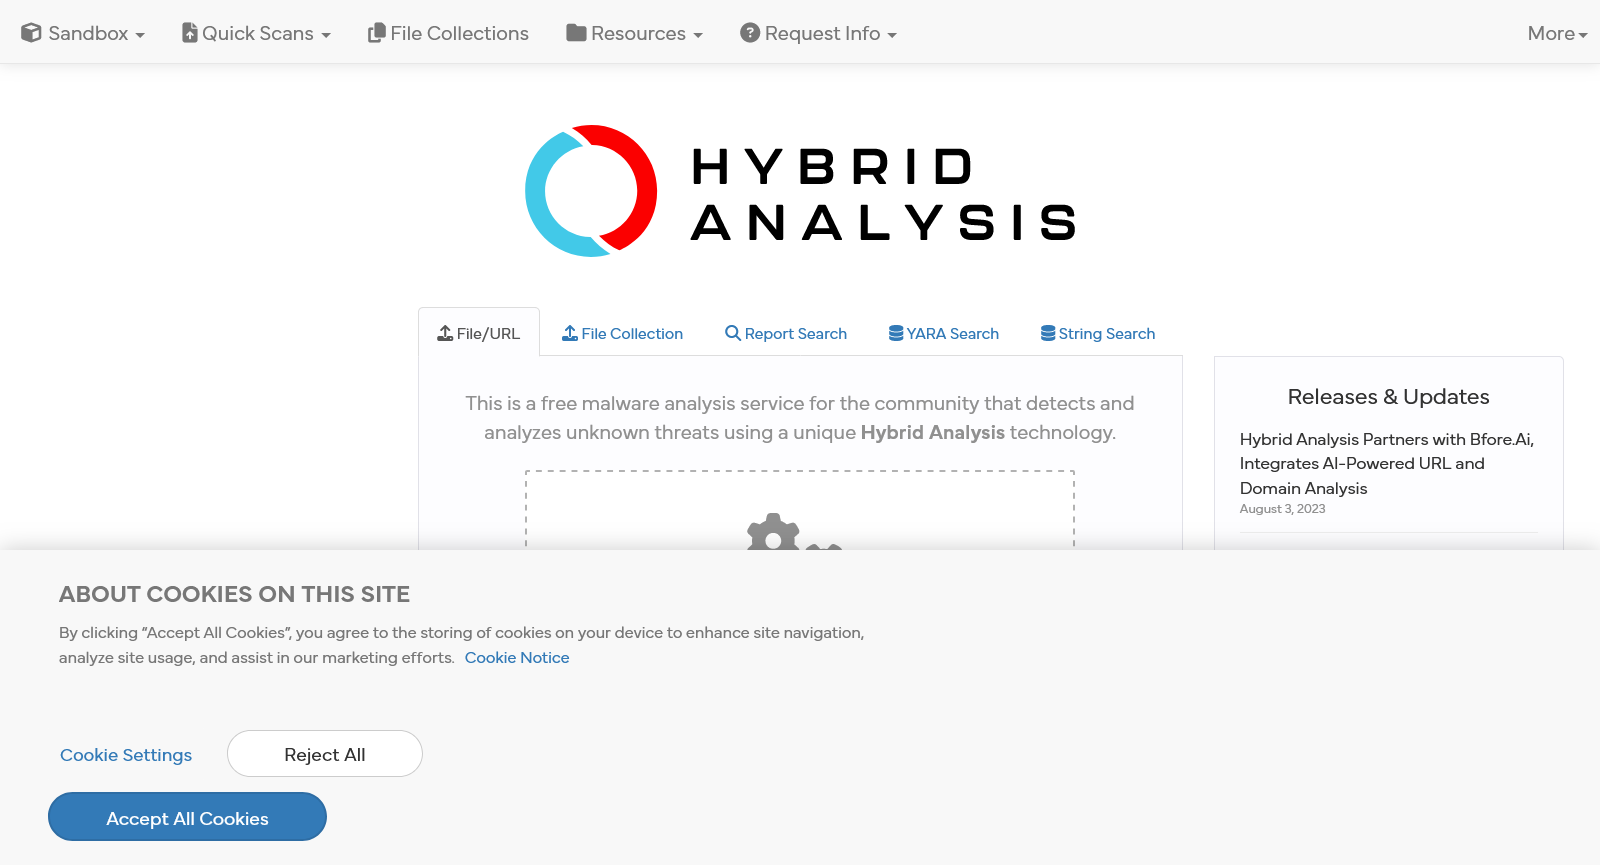 Sandbox
Quick Scans
File Collections
Resources
Request Info
More
HYBRID
ANALYSIS
File/URL
File Collection
Report Search
YARA Search
String Search
This is a free malware analysis service for the community that detects and
analyzes unknown threats using a unique Hybrid Analysis technology.
Releases & Updates
Hybrid Analysis Partners with Bfore.Ai,
Integrates AI-Powered URL and
Domain Analysis
August 3, 2023
ABOUT COOKIES ON THIS SITE
By clicking “Accept All Cookies”, you agree to the storing of cookies on your device to enhance site navigation,
analyze site usage, and assist in our marketing efforts. Cookie Notice
Cookie Settings
Reject All
Accept All Cookies